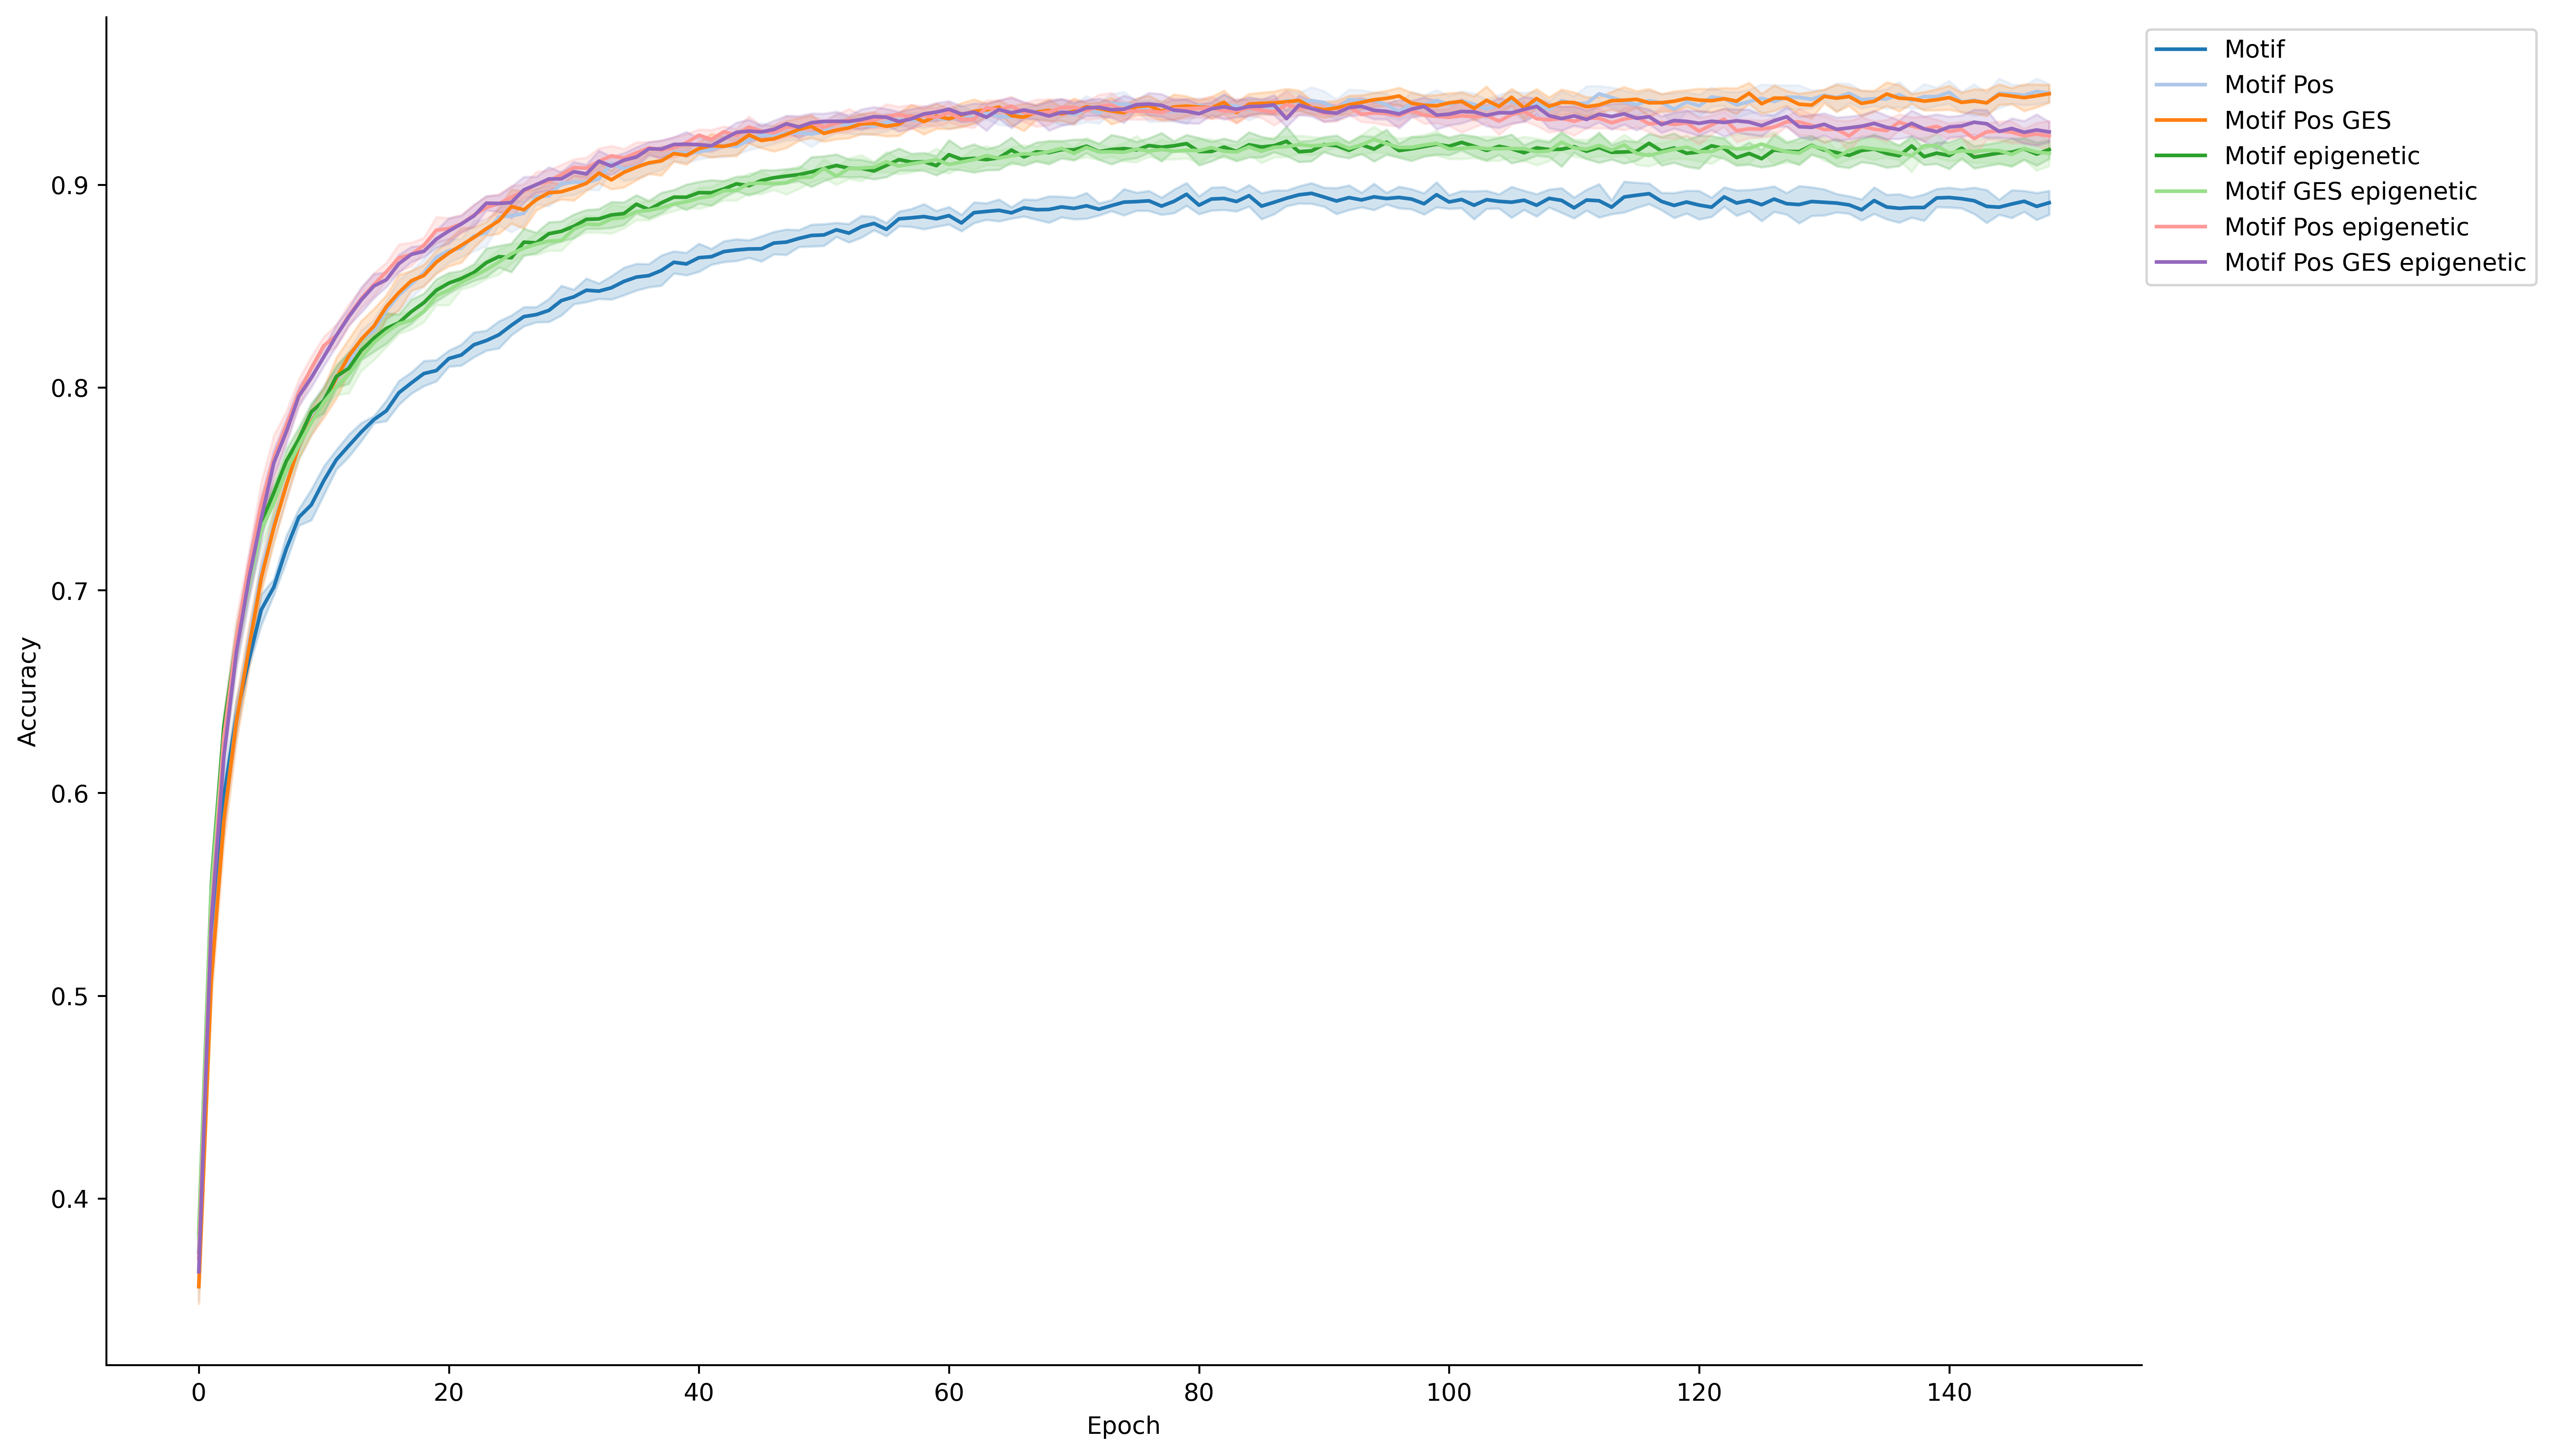 Motif
Motif Pos
Motif Pos GES
Motif epigenetic
Motif GES epigenetic
Motif Pos epigenetic
Motif Pos GES epigenetic
0.9
0.8
0.7
0.6
0.5
0.4
Accuracy
0 20 40 60 80 100 120 140
Epoch